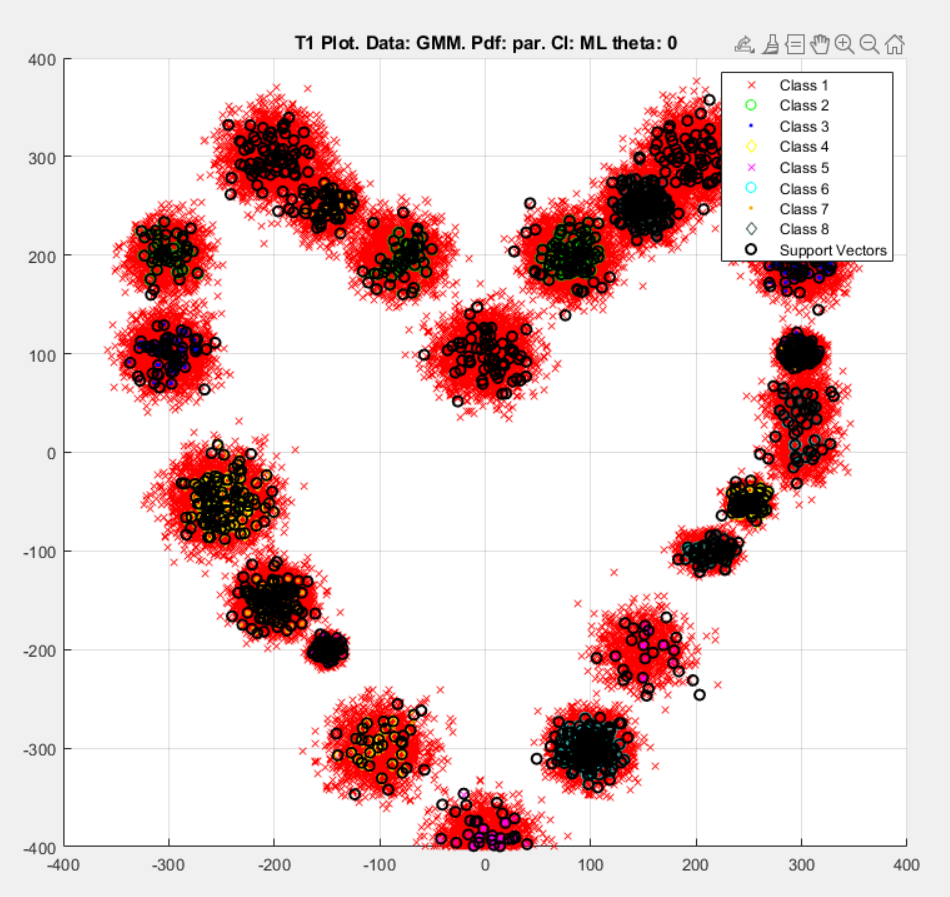 T1 Plot. Data: GMM. Pdf: par. Cl: ML theta: 0
400
300
200
100
0
-100
-200
-300
-400
-400
-300
-200
-100
0
100
200
300
400
Class 1
Class 2
Class 3
Class 4
Class 5
Class 6
Class 7
Class 8
Support Vectors